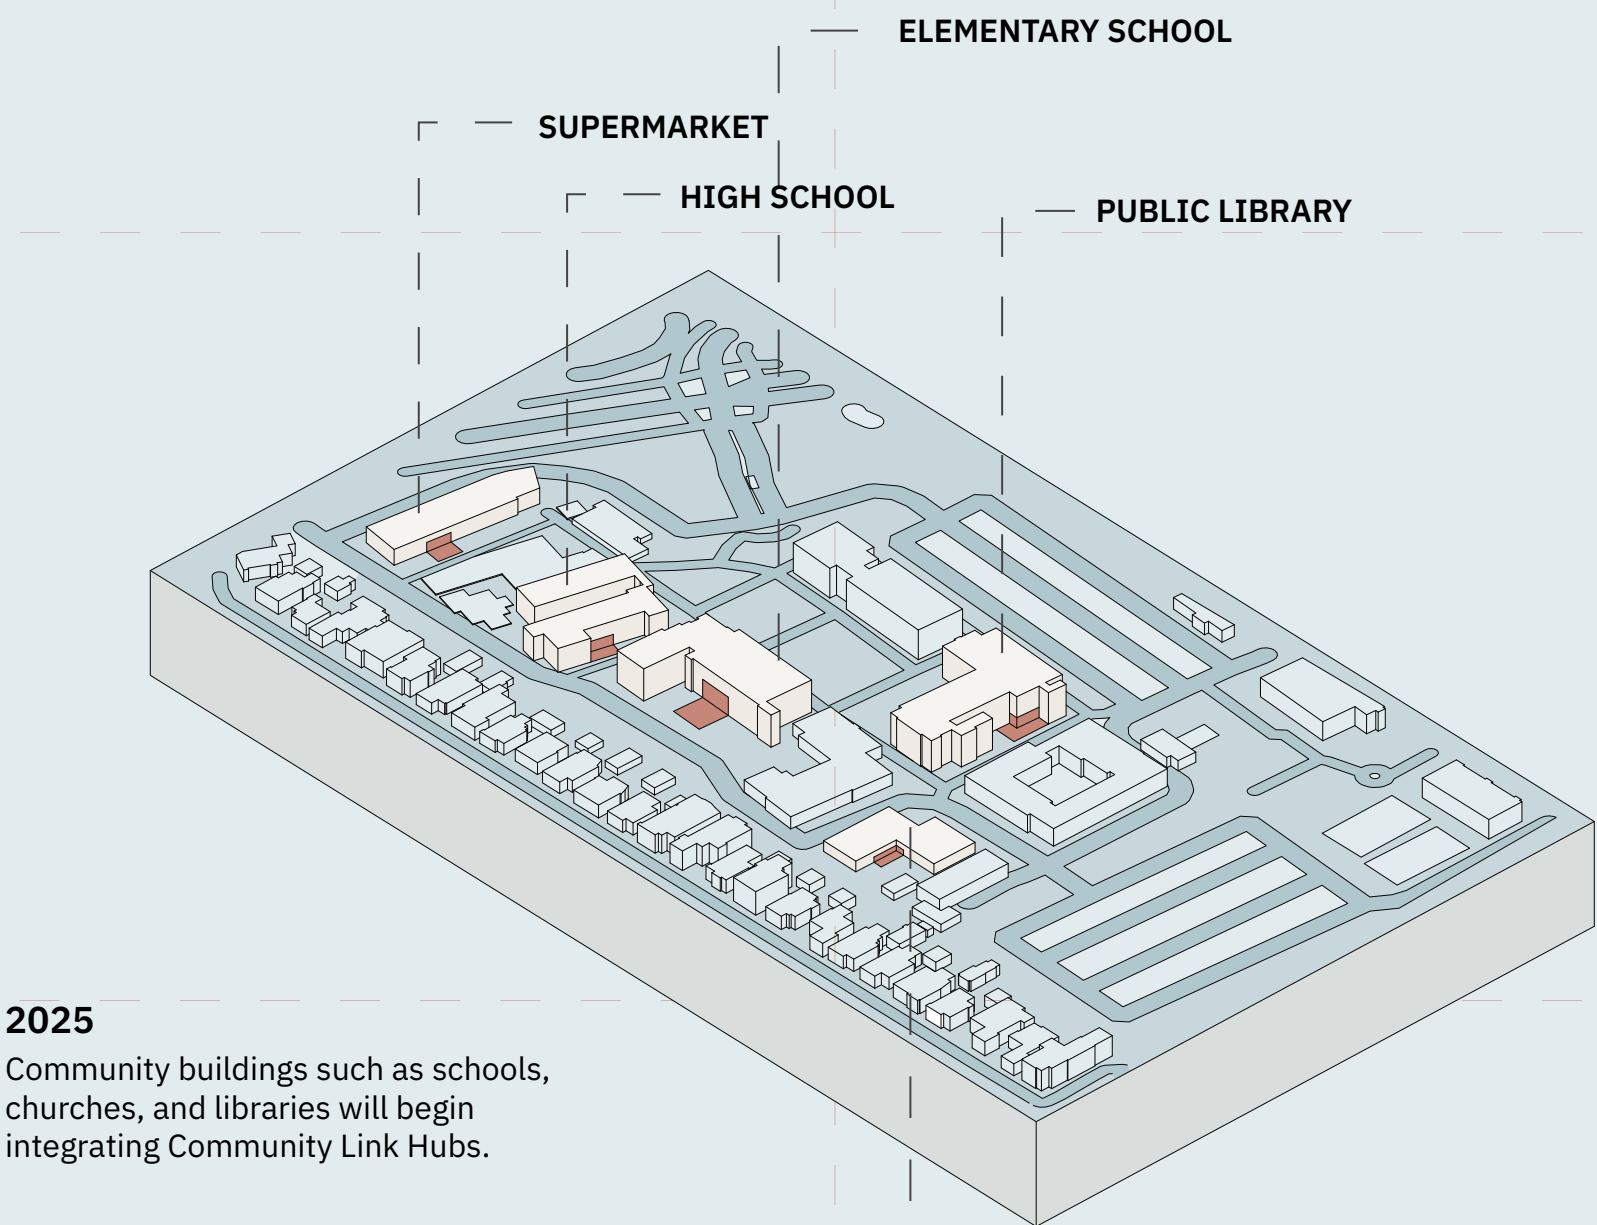 ELEMENTARY SCHOOL
SUPERMARKET
HIGH SCHOOL
PUBLIC LIBRARY
2025
Community buildings such as schools,
churches, and libraries will begin
integrating Community Link Hubs.